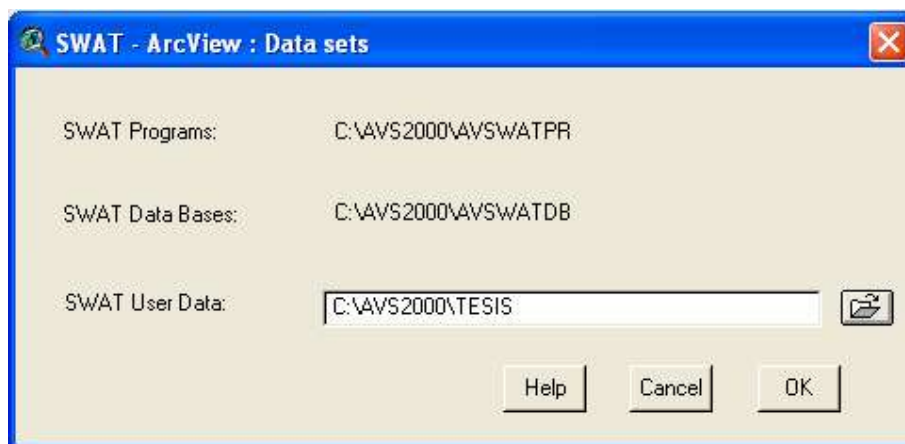 SWAT - ArcView : Data sets
SWAT Programs: C:\AVS2000\AVSWATPR
SWAT Data Bases: C:\AVS2000\AVSWATDB
SWAT User Data: C:\AVS2000\TESIS
Help Cancel OK